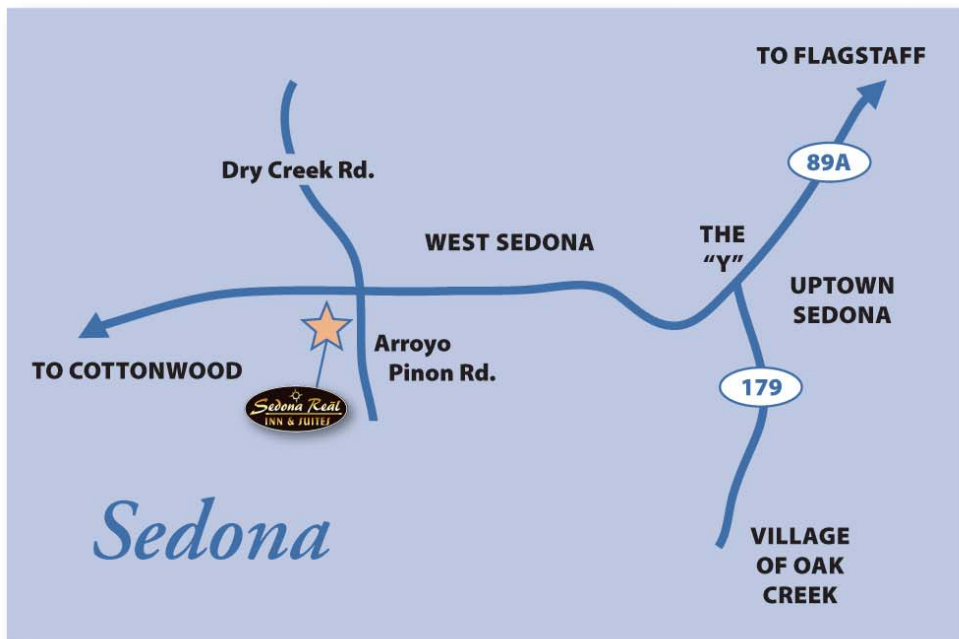 TO FLAGSTAFF
89A
Dry Creek Rd.
WEST SEDONA
THE
“Y”
UPTOWN
SEDONA
Arroyo
Pinon Rd.
TO COTTONWOOD
179
Sedona Reāl
INN & SUITES
Sedona
VILLAGE
OF OAK
CREEK